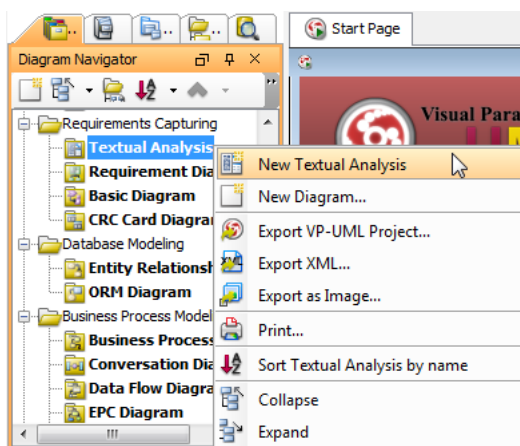 Start Page
Diagram Navigator
Visual Para
Requirements Capturing
Textual Analysis
Requirement Dia
Basic Diagram
CRC Card Diagra
Database Modeling
Entity Relationsh
ORM Diagram
Business Process Model
Business Process
Conversation Dia
Data Flow Diagra
EPC Diagram
New Textual Analysis
New Diagram...
Export VP-UML Project...
Export XML...
Export as Image...
Print...
Sort Textual Analysis by name
Collapse
Expand